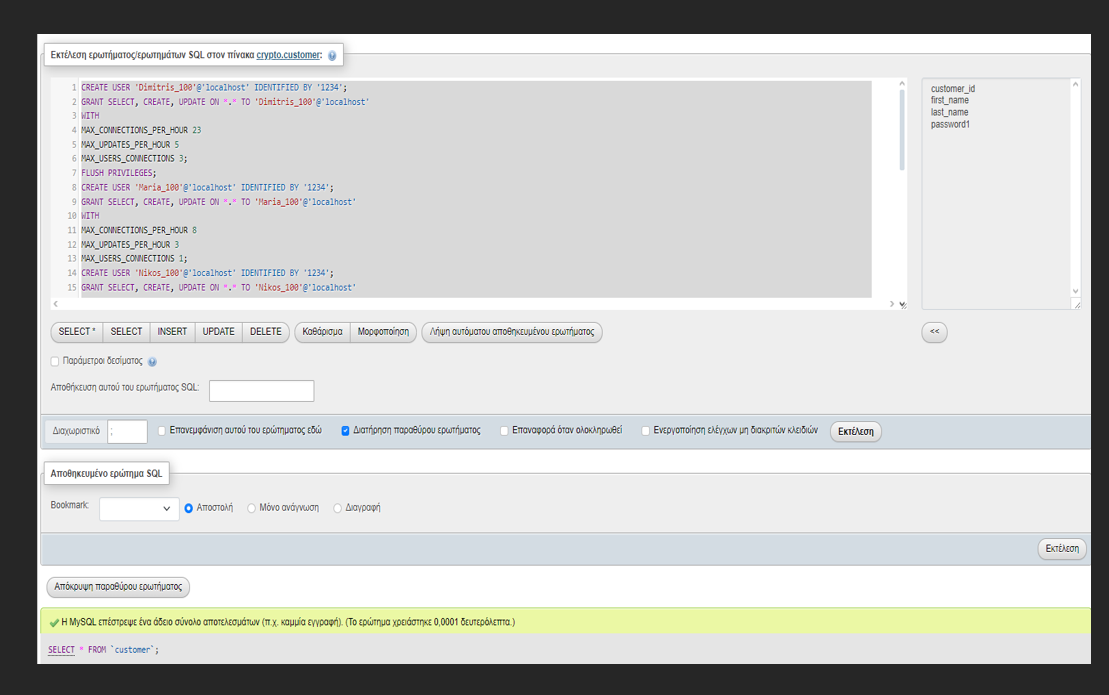 Εκτέλεση ερωτήματος/ερωτημάτων SQL στον πίνακα crypto.customer:
1 CREATE USER 'Dimitris_100'@'localhost' IDENTIFIED BY '1234';
2 GRANT SELECT, CREATE, UPDATE ON *.* TO 'Dimitris_100'@'localhost'
3 WITH
4 MAX_CONNECTIONS_PER_HOUR 23
5 MAX_UPDATES_PER_HOUR 5
6 MAX_USERS_CONNECTIONS 3;
7 FLUSH PRIVILEGES;
8 CREATE USER 'Maria_100'@'localhost' IDENTIFIED BY '1234';
9 GRANT SELECT, CREATE, UPDATE ON *.* TO 'Maria_100'@'localhost'
10 WITH
11 MAX_CONNECTIONS_PER_HOUR 8
12 MAX_UPDATES_PER_HOUR 3
13 MAX_USERS_CONNECTIONS 1;
14 CREATE USER 'Nikos_100'@'localhost' IDENTIFIED BY '1234';
15 GRANT SELECT, CREATE, UPDATE ON *.* TO 'Nikos_100'@'localhost'
customer_id
first_name
last_name
password1
SELECT * SELECT INSERT UPDATE DELETE Καθάρισμα Μορφοποίηση Λήψη αυτόματου αποθηκευμένου ερωτήματος <<
Παράμετροι δεσίματος
Αποθήκευση αυτού του ερωτήματος SQL:
Διαχωριστικό ; Επανεμφάνιση αυτού του ερώτηματος εδώ Διατήρηση παραθύρου ερωτήματος Επαναφορά όταν ολοκληρωθεί Ενεργοποίηση ελέγχων μη διακριτών κλειδιών Εκτέλεση
Αποθηκευμένο ερώτημα SQL
Bookmark: Αποστολή Μόνο ανάγνωση Διαγραφή
Εκτέλεση
Απόκρυψη παραθύρου ερωτήματος
Η MySQL επέστρεψε ένα άδειο σύνολο αποτελεσμάτων (π.χ. καμμία εγγραφή). (Το ερώτημα χρειάστηκε 0,0001 δευτερόλεπτα.)
SELECT * FROM `customer`;